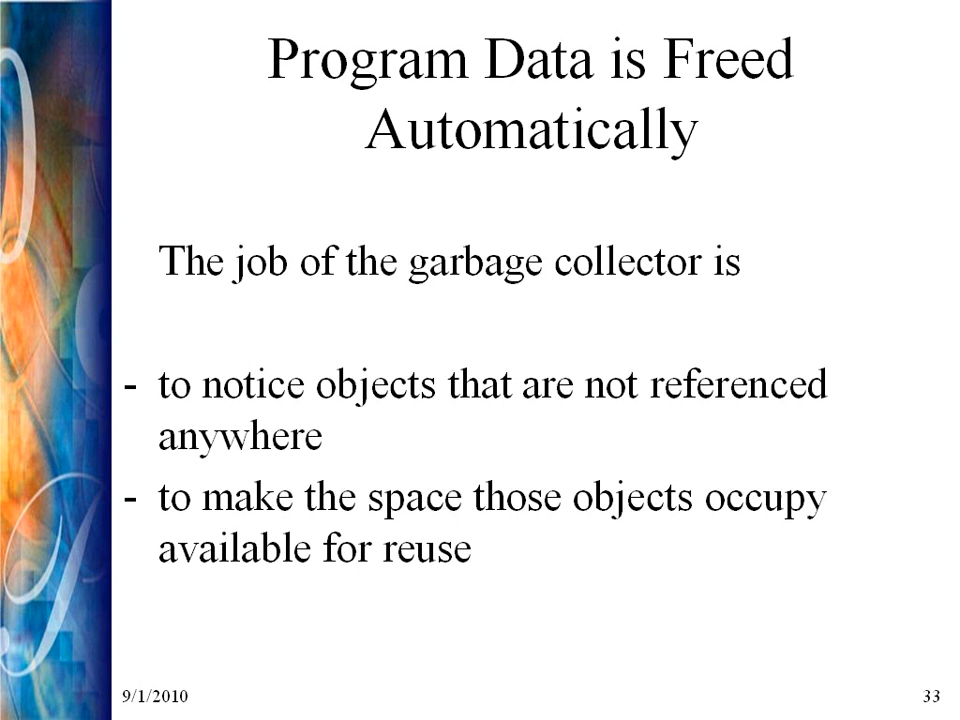 Program Data is Freed
Automatically
The job of the garbage collector is
- to notice objects that are not referenced
anywhere
- to make the space those objects occupy
available for reuse
9/1/2010
33